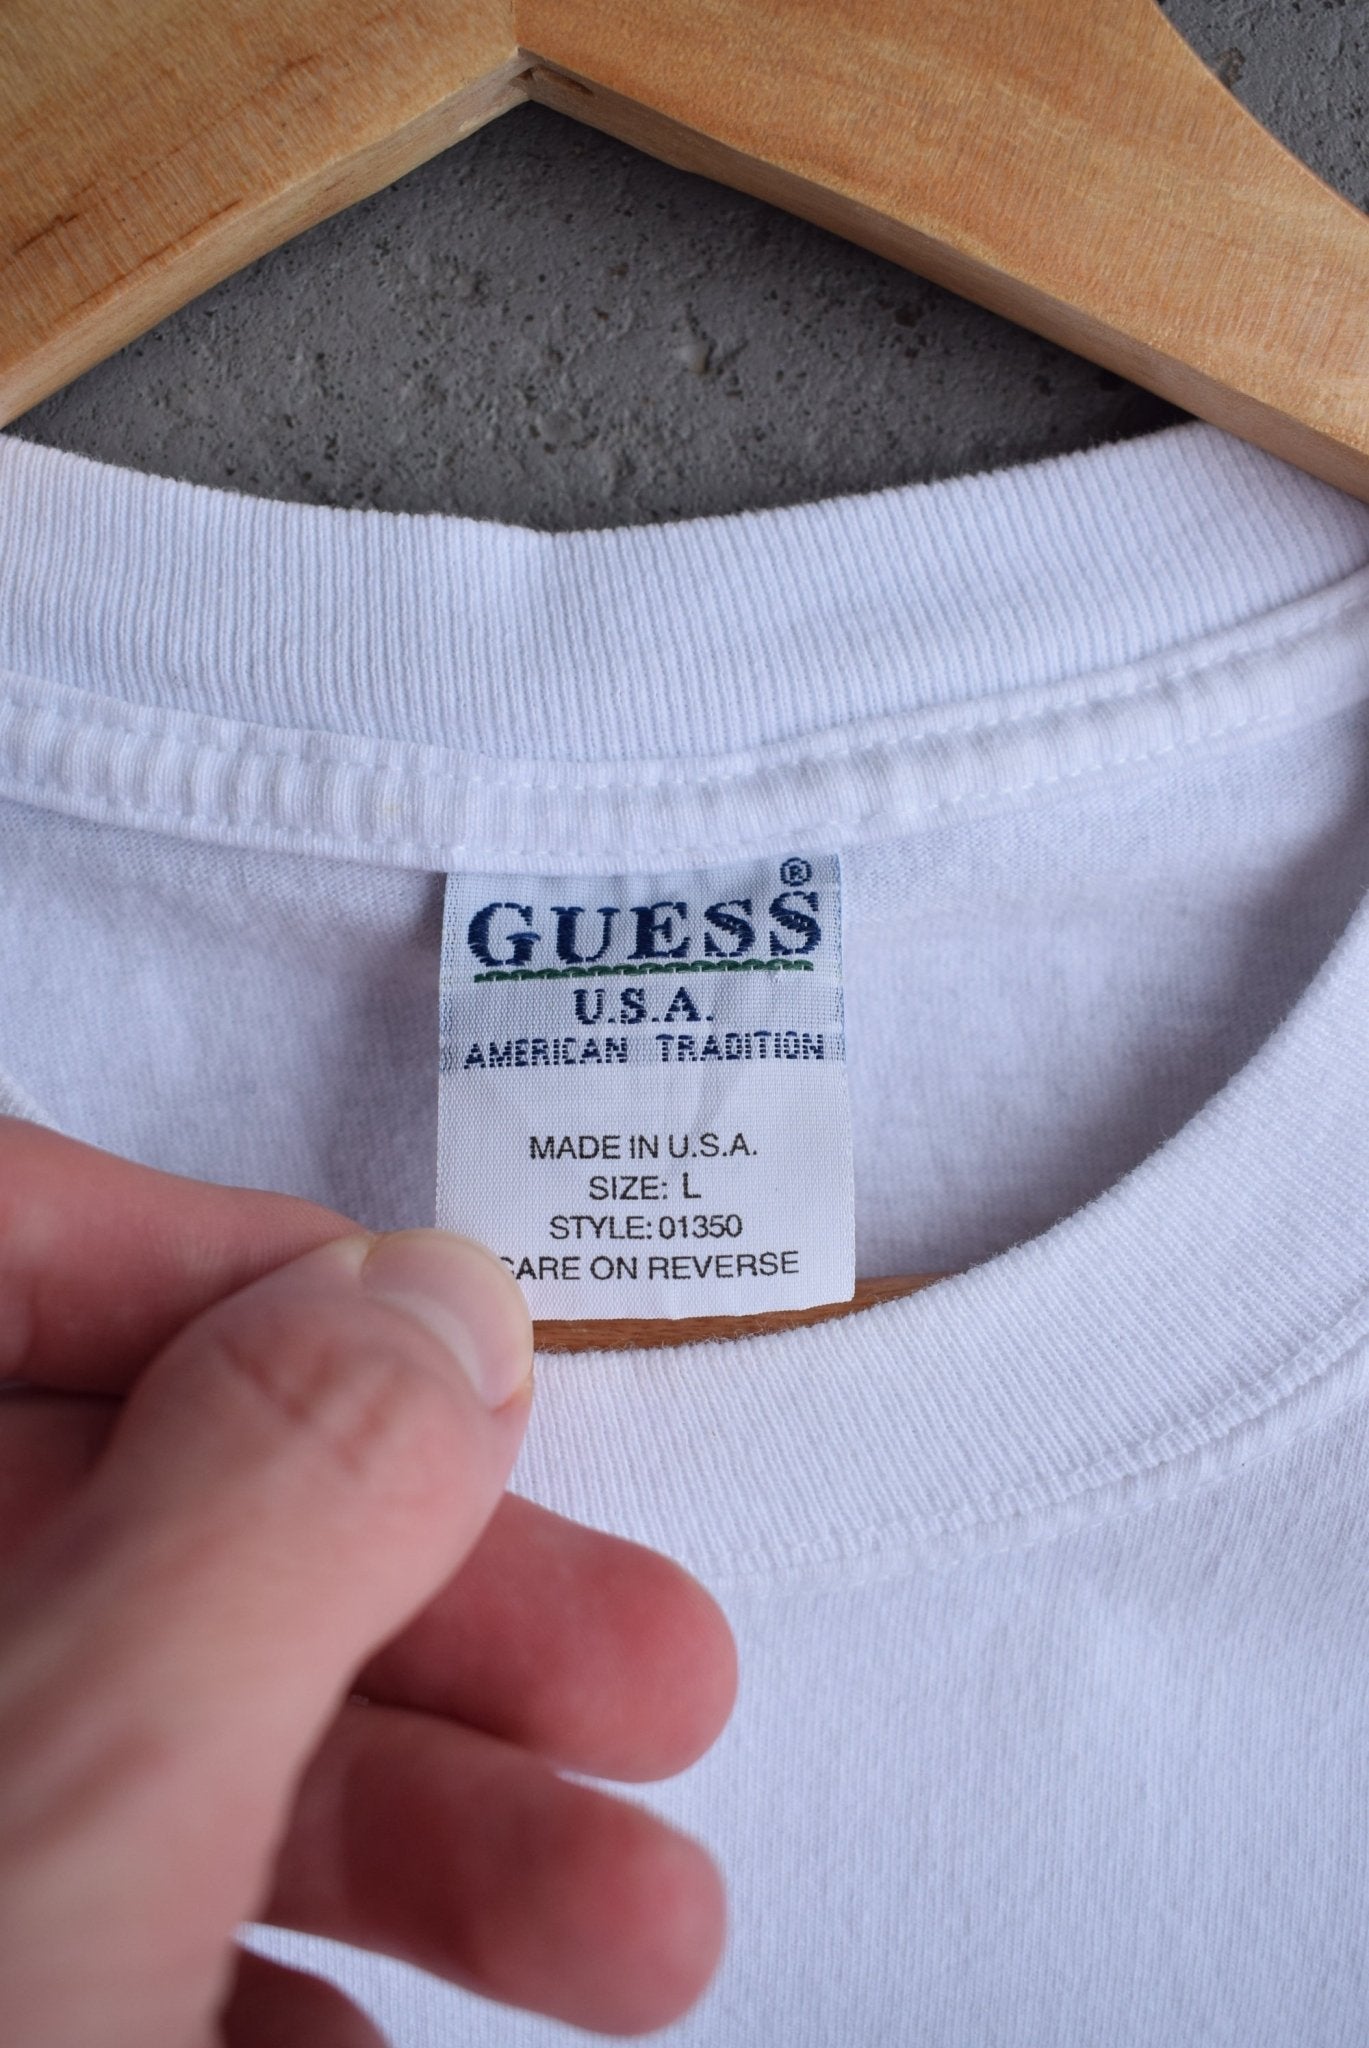 GUESS®
U.S.A.
AMERICAN TRADITION
MADE IN U.S.A.
SIZE: L
STYLE: 01350
CARE ON REVERSE